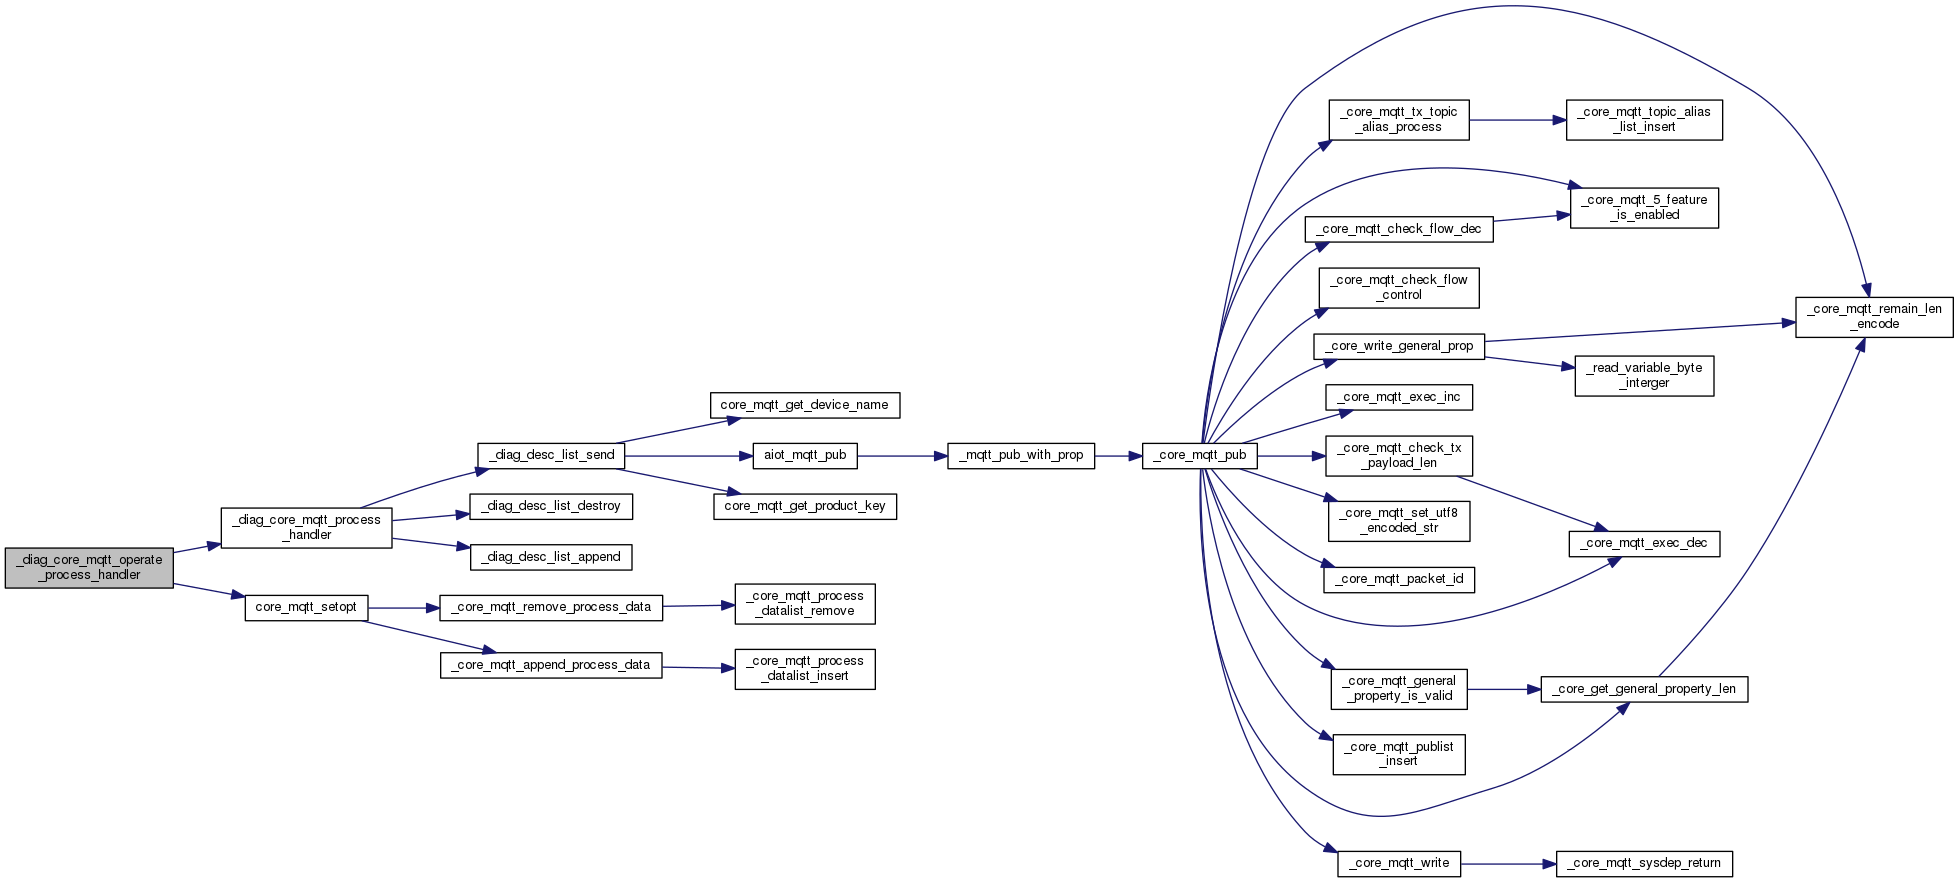 _diag_core_mqtt_operate
_process_handler
_diag_core_mqtt_process
_handler
core_mqtt_setopt
_diag_desc_list_send
_diag_desc_list_destroy
_diag_desc_list_append
_core_mqtt_remove_process_data
_core_mqtt_append_process_data
core_mqtt_get_device_name
aiot_mqtt_pub
core_mqtt_get_product_key
_core_mqtt_process
_datalist_remove
_core_mqtt_process
_datalist_insert
_mqtt_pub_with_prop
_core_mqtt_pub
_core_mqtt_tx_topic
_alias_process
_core_mqtt_check_flow_dec
_core_mqtt_check_flow
_control
_core_write_general_prop
_core_mqtt_exec_inc
_core_mqtt_check_tx
_payload_len
_core_mqtt_set_utf8
_encoded_str
_core_mqtt_packet_id
_core_mqtt_general
_property_is_valid
_core_mqtt_publist
_insert
_core_mqtt_write
_core_mqtt_topic_alias
_list_insert
_core_mqtt_5_feature
_is_enabled
_read_variable_byte
_interger
_core_mqtt_exec_dec
_core_get_general_property_len
_core_mqtt_sysdep_return
_core_mqtt_remain_len
_encode